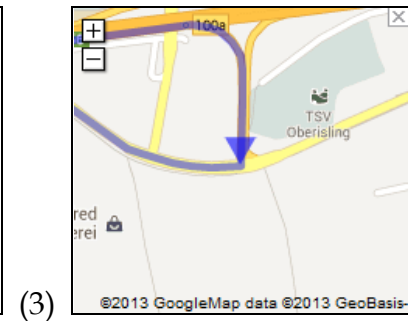 100a
TSV
Oberisling
red
erei
(3)
©2013 GoogleMap data ©2013 GeoBasis-